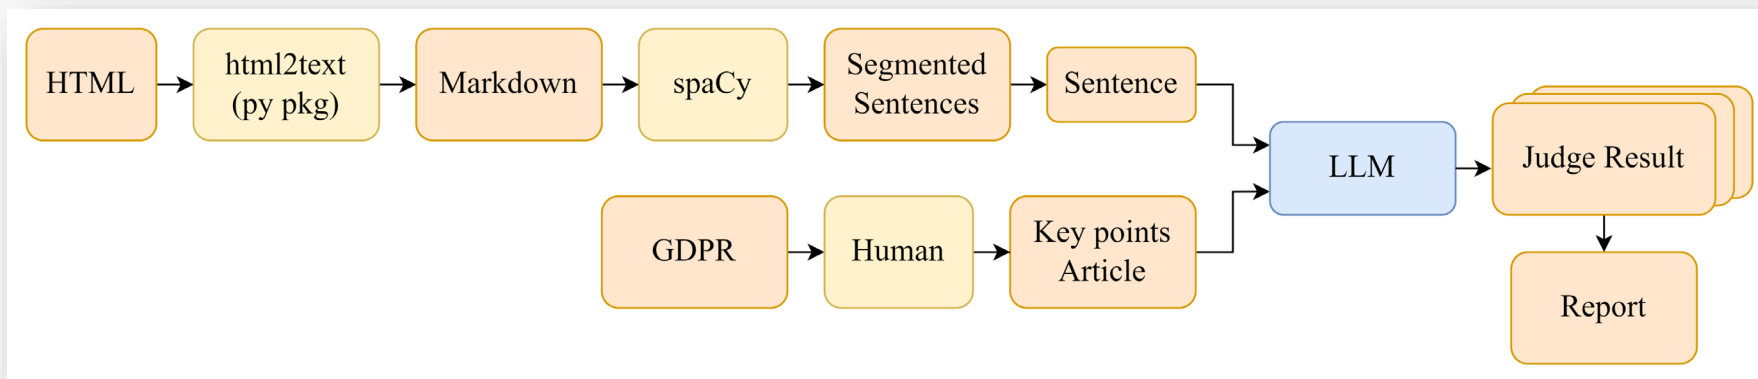 HTML
html2text
(py pkg)
Markdown
spaCy
Segmented
Sentences
Sentence
GDPR
Human
Key points
Article
LLM
Judge Result
Report